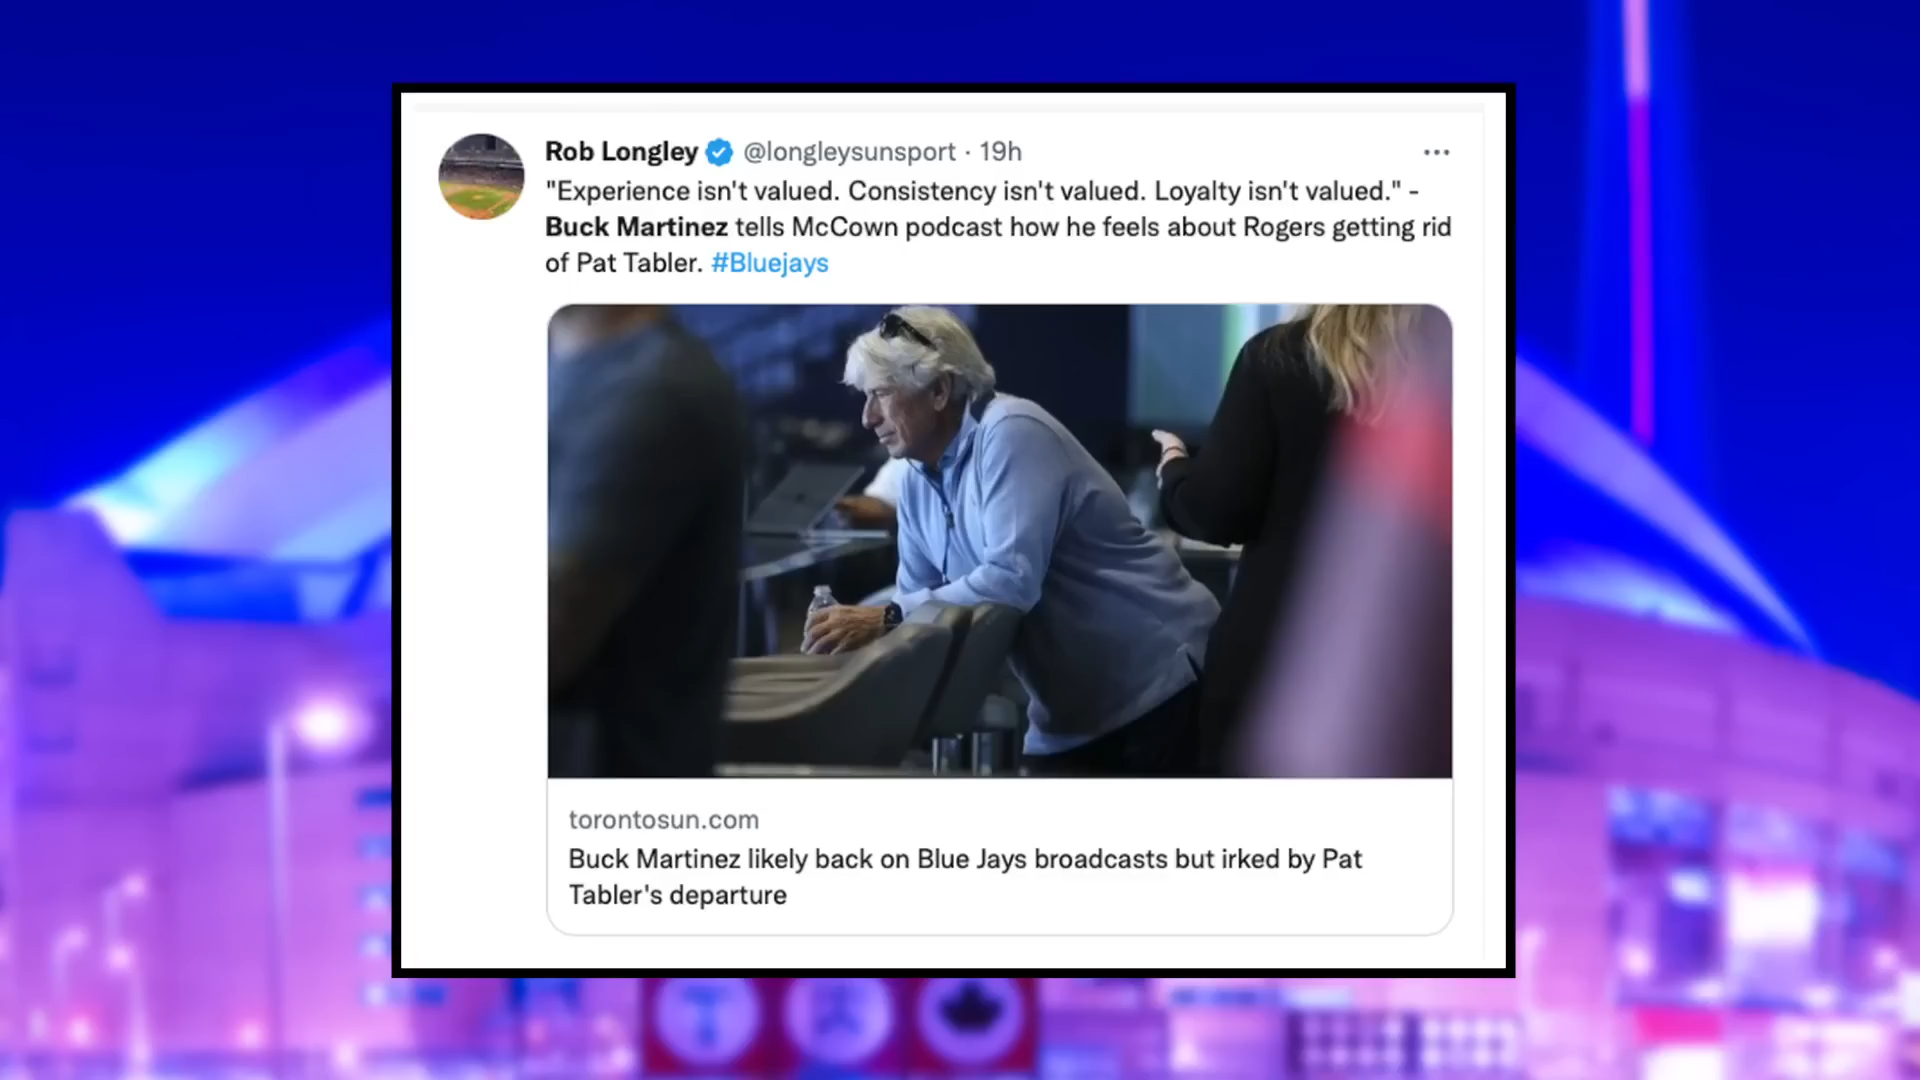 Rob Longley @longleysunsport · 19h
"Experience isn't valued. Consistency isn't valued. Loyalty isn't valued." -
Buck Martinez tells McCown podcast how he feels about Rogers getting rid
of Pat Tabler. #Bluejays
torontosun.com
Buck Martinez likely back on Blue Jays broadcasts but irked by Pat
Tabler's departure